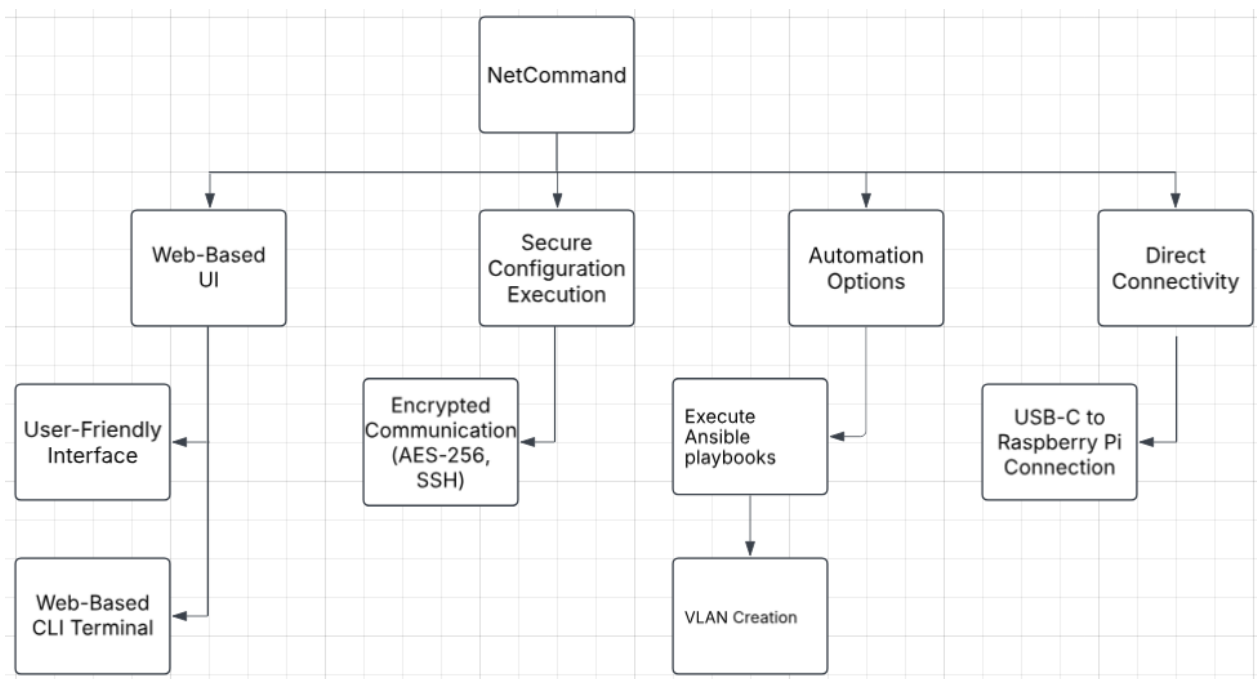 NetCommand
Web-Based
UI
Secure
Configuration
Execution
Automation
Options
Direct
Connectivity
User-Friendly
Interface
Encrypted
Communication
(AES-256,
SSH)
Execute
Ansible
playbooks
USB-C to
Raspberry Pi
Connection
Web-Based
CLI Terminal
VLAN Creation